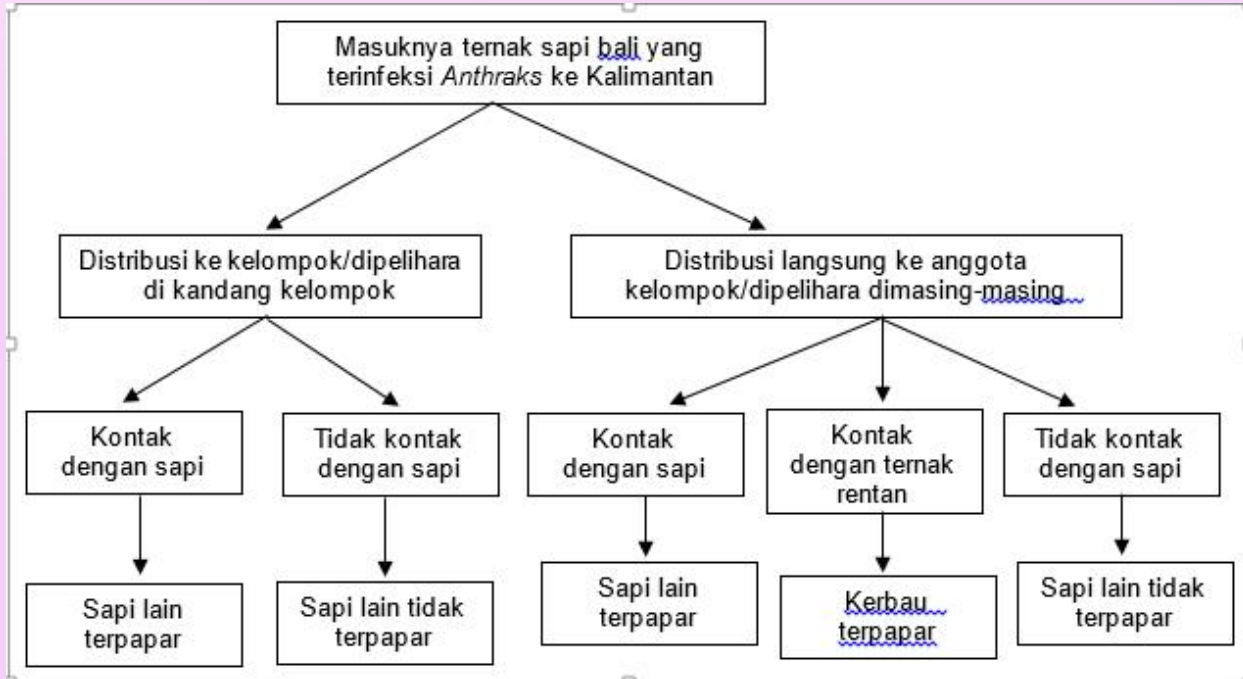 Masuknya ternak sapi bali yang
terinfeksi Anthraks ke Kalimantan
Distribusi ke kelompok/dipelihara
di kandang kelompok
Distribusi langsung ke anggota
kelompok/dipelihara dimasing-masing
Kontak
dengan sapi
Tidak kontak
dengan sapi
Kontak
dengan sapi
Kontak
dengan ternak
rentan
Tidak kontak
dengan sapi
Sapi lain
terpapar
Sapi lain tidak
terpapar
Sapi lain
terpapar
Kerbau
terpapar
Sapi lain tidak
terpapar